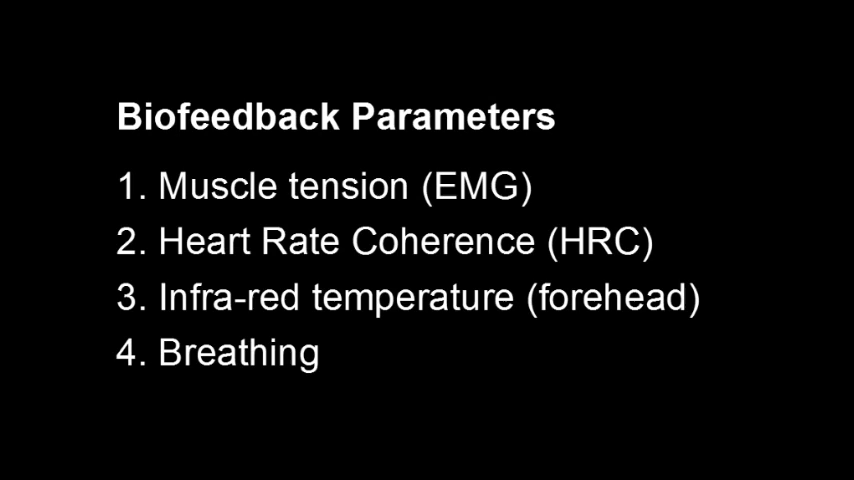 Biofeedback Parameters
1. Muscle tension (EMG)
2. Heart Rate Coherence (HRC)
3. Infra-red temperature (forehead)
4. Breathing